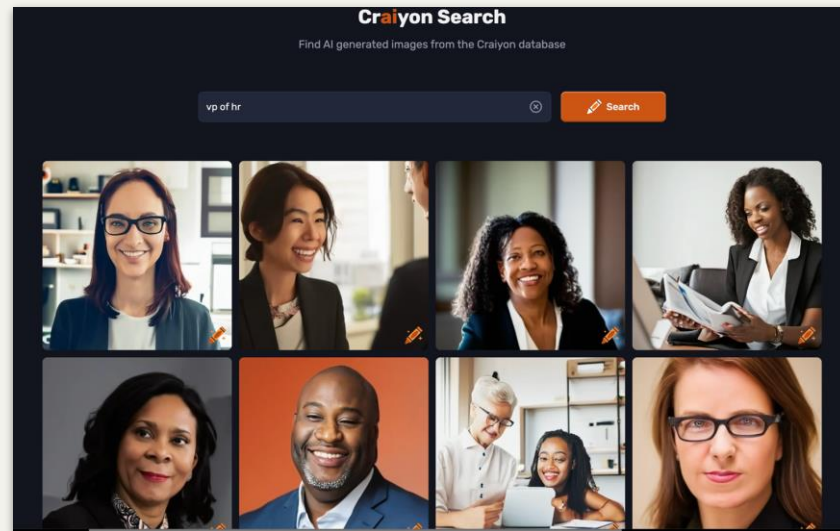 Craiyon Search
Find AI generated images from the Craiyon database
vp of hr
Search